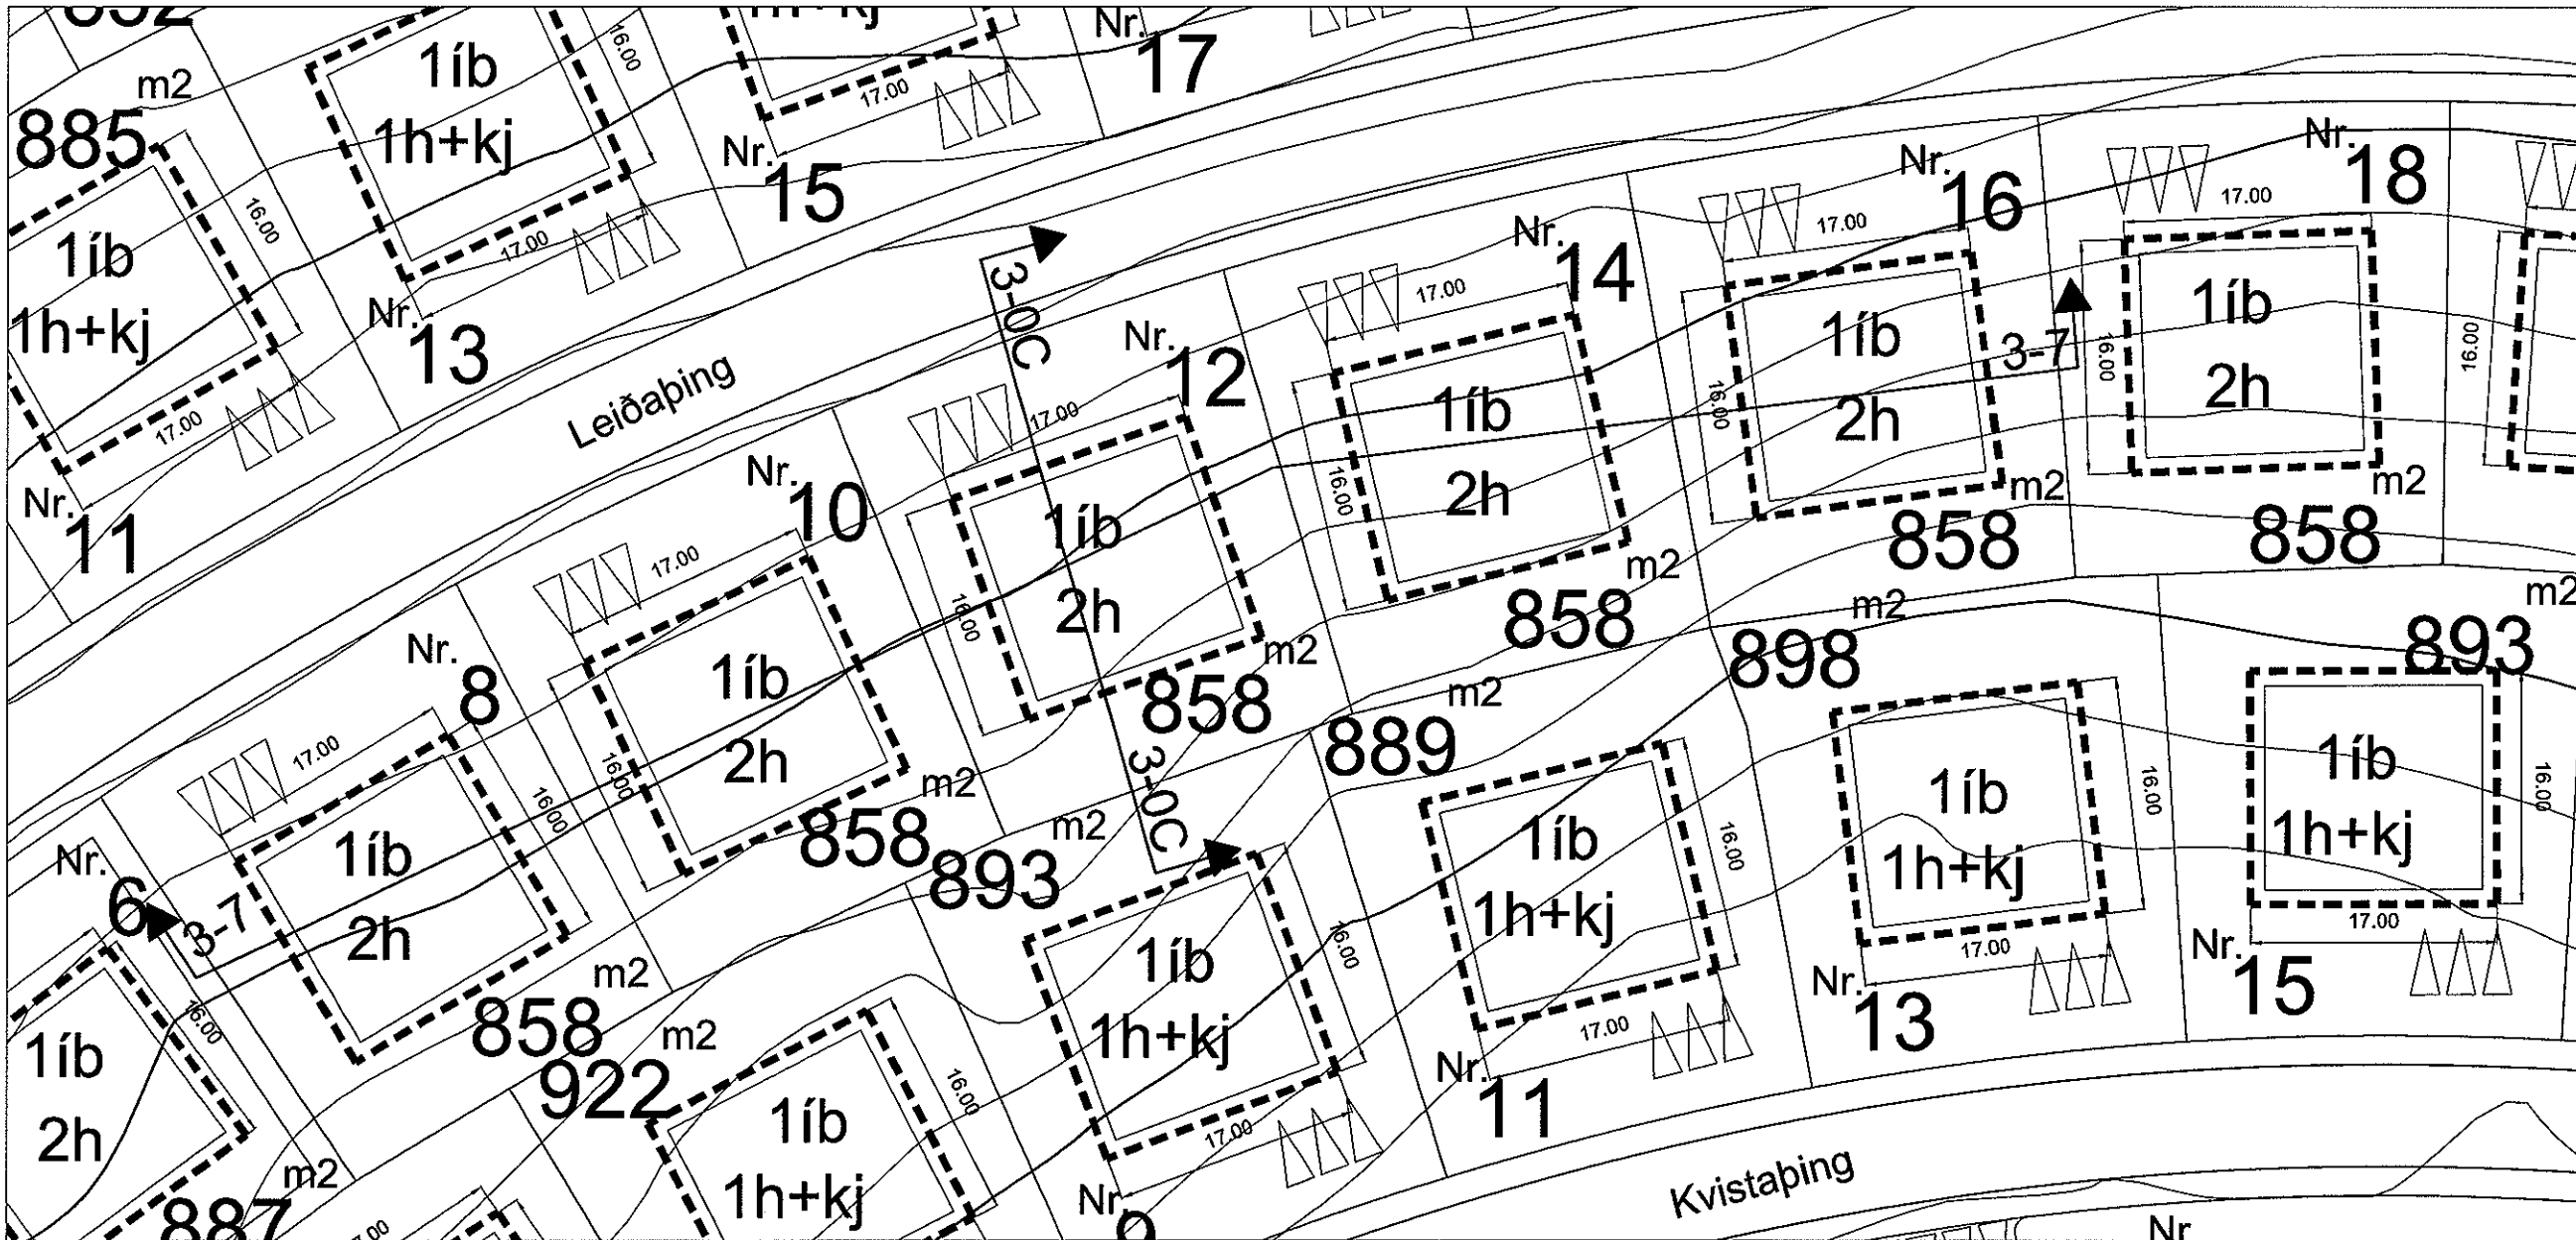 m2
885
1íb
1h+kj
16.00
17.00
Nr.
11
1íb
1h+kj
16.00
17.00
Nr.
13
17.00
Nr.
15
Nr.
17
Leiðaþing
Nr.
6
1íb
2h
16.00
m2
887
3-7
Nr.
8
17.00
1íb
2h
16.00
m2
858
Nr.
10
17.00
1íb
2h
16.00
m2
858
3-0C
Nr.
12
17.00
1íb
2h
16.00
m2
858
3-0C
Nr.
14
17.00
1íb
2h
16.00
m2
858
Nr.
16
17.00
1íb
2h
16.00
m2
858
3-7
Nr.
18
17.00
1íb
2h
16.00
m2
858
16.00
m2
922
1íb
1h+kj
16.00
m2
893
1íb
1h+kj
16.00
17.00
Nr.
9
m2
889
1íb
1h+kj
16.00
17.00
Nr.
11
m2
898
1íb
1h+kj
16.00
17.00
Nr.
13
m2
893
1íb
1h+kj
16.00
17.00
Nr.
15
Kvistaþing
Nr